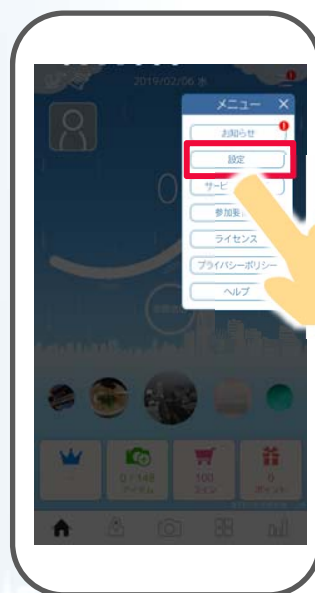 2019/02/06 水
メニュー ×
お知らせ
設定
サービ
参加要
ライセンス
プライバシーポリシー
ヘルプ
0
0 / 148
アイテム
100
コイン
0
ポイント